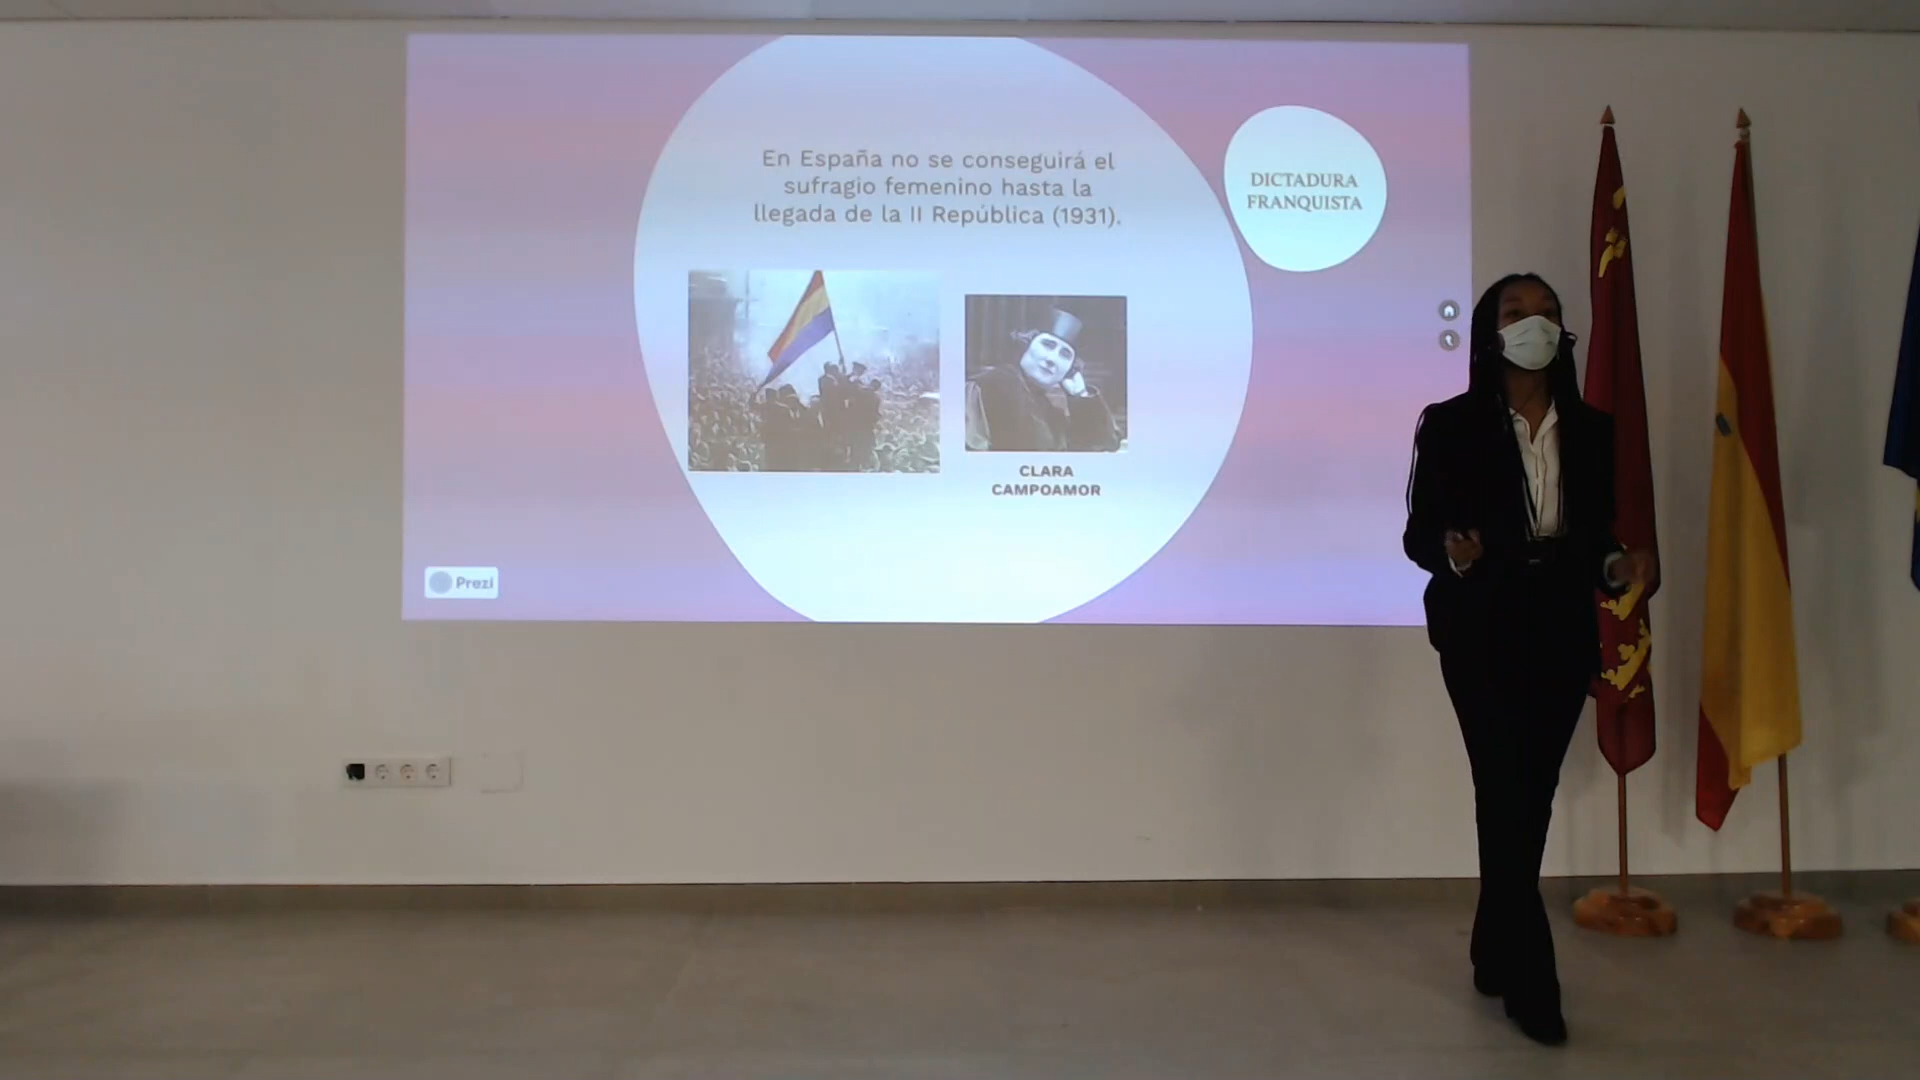 En España no se conseguirá el
sufragio femenino hasta la
llegada de la II República (1931).
DICTADURA
FRANQUISTA
CLARA
CAMPOAMOR
Prezi